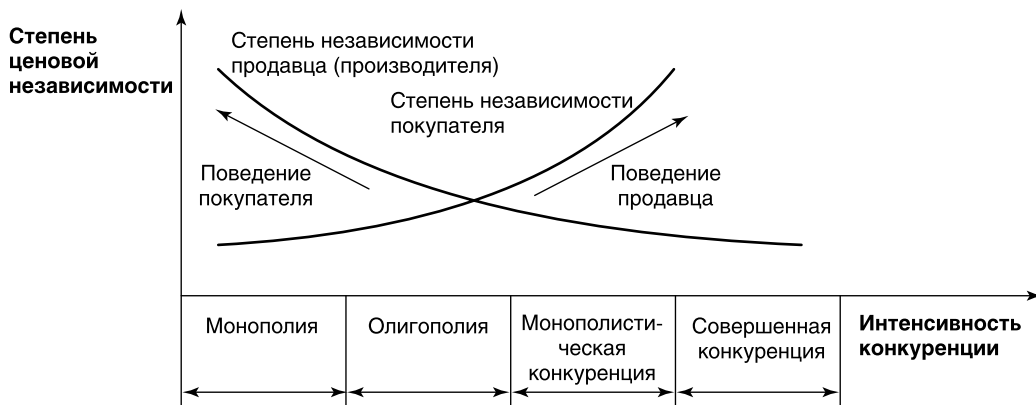 Степень
ценовой
независимости
Степень независимости
продавца (производителя)
Степень независимости
покупателя
Поведение
покупателя
Поведение
продавца
Монополия
Олигополия
Монополисти-
ческая
конкуренция
Совершенная
конкуренция
Интенсивность
конкуренции